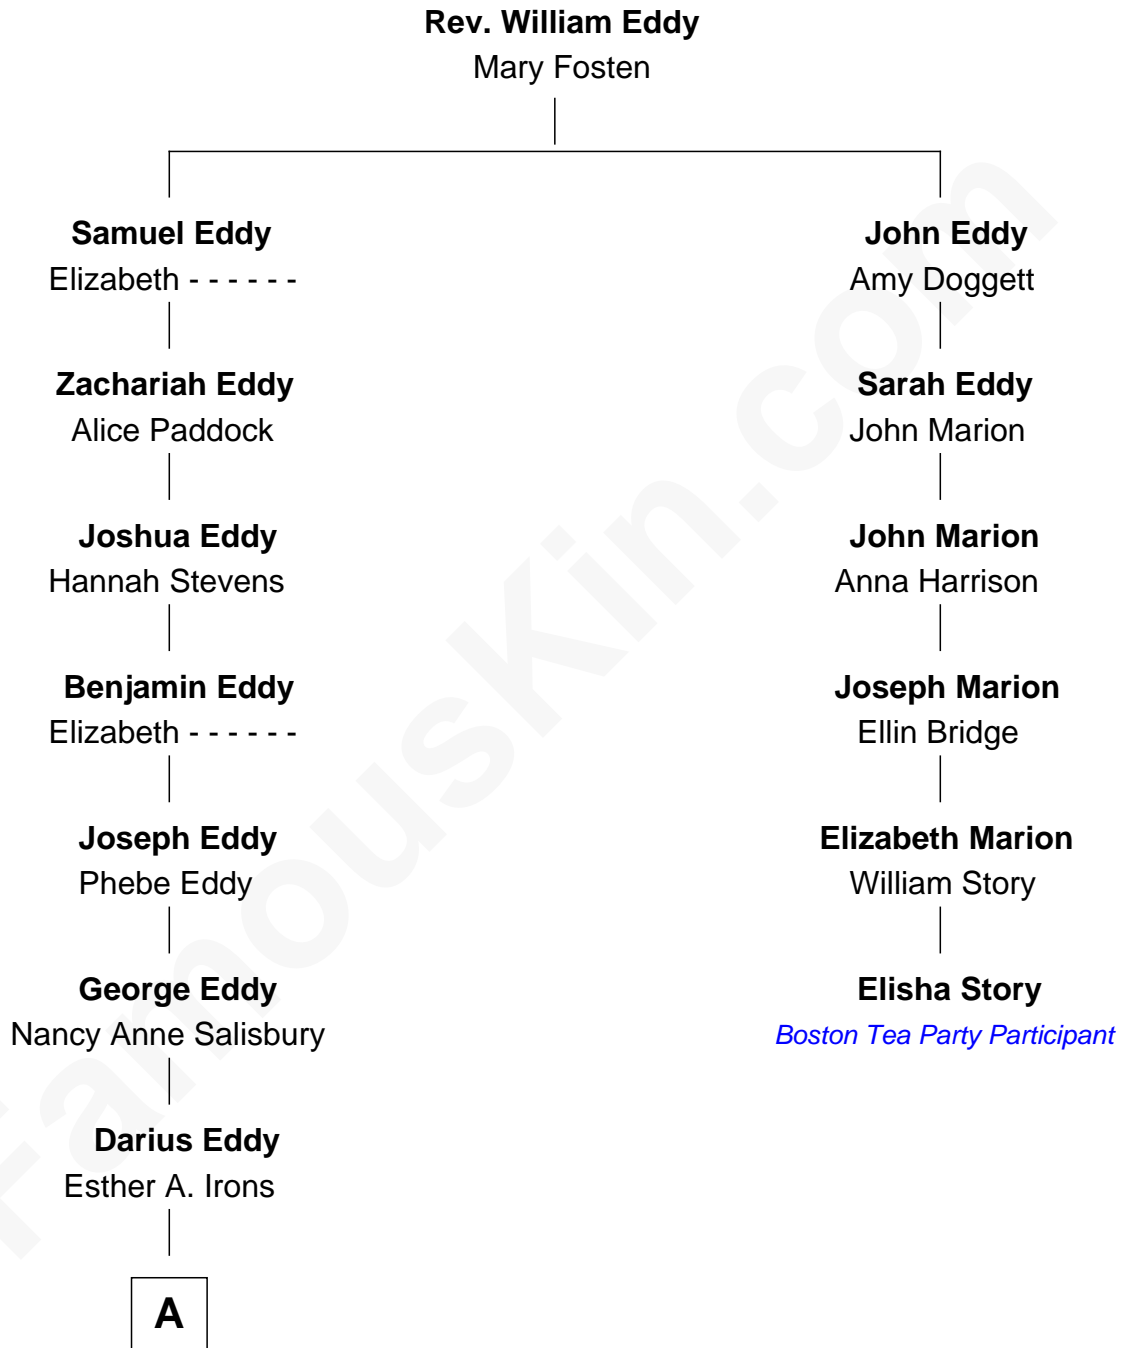 Rev. William Eddy
Mary Fosten
Samuel Eddy
Elizabeth - - - - - -
John Eddy
Amy Doggett
Zachariah Eddy
Alice Paddock
Sarah Eddy
John Marion
Joshua Eddy
Hannah Stevens
John Marion
Anna Harrison
Benjamin Eddy
Elizabeth - - - - - -
Joseph Marion
Ellin Bridge
Joseph Eddy
Phebe Eddy
Elizabeth Marion
William Story
George Eddy
Nancy Anne Salisbury
Elisha Story
Boston Tea Party Participant
Darius Eddy
Esther A. Irons
A
FamousKin.com